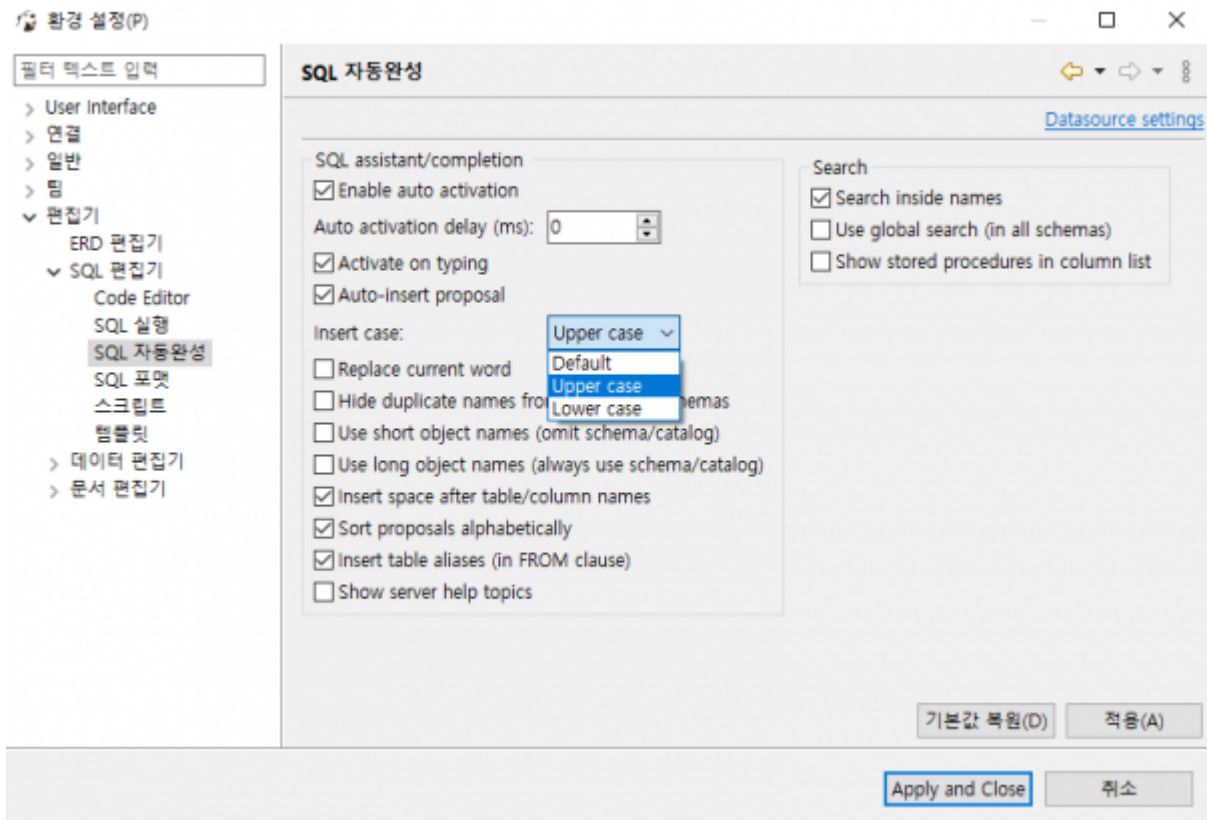 환경 설정(P)
필터 텍스트 입력
User Interface
연결
일반
팀
편집기
ERD 편집기
SQL 편집기
Code Editor
SQL 실행
SQL 자동완성
SQL 포맷
스크립트
템플릿
데이터 편집기
문서 편집기
SQL 자동완성
Datasource settings
SQL assistant/completion
Enable auto activation
Auto activation delay (ms): 0
Activate on typing
Auto-insert proposal
Insert case: Upper case
Default
Upper case
Lower case
Replace current word
Hide duplicate names
Use short object names (omit schema/catalog)
Use long object names (always use schema/catalog)
Insert space after table/column names
Sort proposals alphabetically
Insert table aliases (in FROM clause)
Show server help topics
Search
Search inside names
Use global search (in all schemas)
Show stored procedures in column list
기본값 복원(D)
적용(A)
Apply and Close
취소